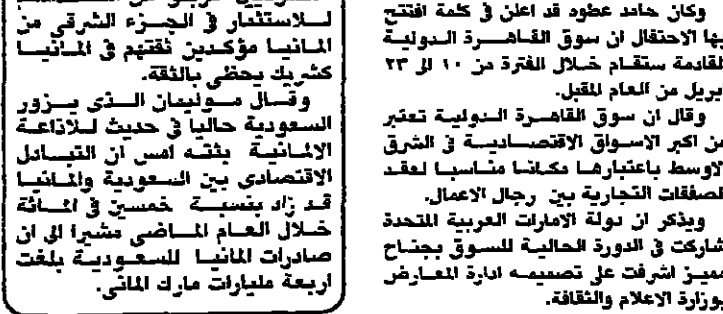 وكان حامد عطود قد اعلن في كلمة افتتح
بها الاحتفال ان سوق القاهرة الدولية
القادمة ستقام خلال الفترة من ١٠ الى ٢٣
ابريل من العام المقبل.
وقال ان سوق القاهرة الدولية تعتبر
من اكبر الاسواق الاقتصادية في الشرق
الاوسط باعتبارها مكانا مناسبا لعقد
الصفقات التجارية بين رجال الاعمال.
ويذكر ان دولة الامارات العربية المتحدة
شاركت في الدورة الحالية للسوق بجناح
مميز اشرفت على تصميمه ادارة المعارض
بوزارة الاعلام والثقافة.
للاستثمار في الجزء الشرقي من
المانيا مؤكدين ثقتهم في المانيا
كشريك يحظى بالثقة.
وقال موليمان الذي يزور
السعودية حاليا في حديث للاذاعة
الالمانية بثته امس ان التبادل
الاقتصادي بين السعودية والمانيا
قد زاد بنسبة خمسين في المائة
خلال العام الماضي مشيرا الى ان
صادرات المانيا للسعودية بلغت
اربعة مليارات مارك الماني.